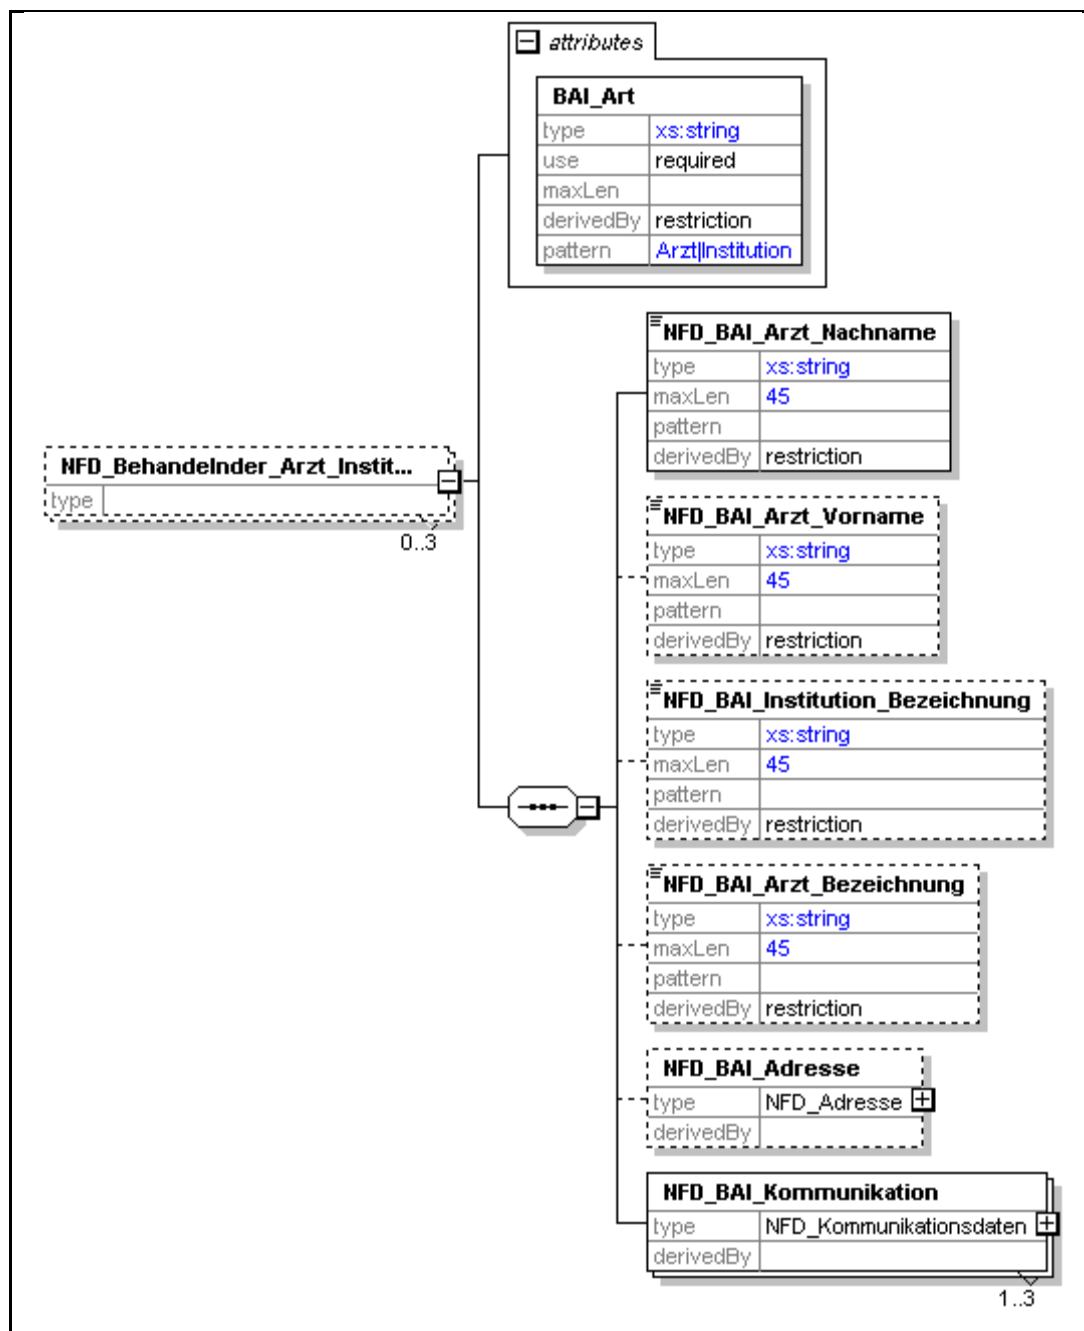 attributes
BAI_Art
type xs:string
use required
maxLen
derivedBy restriction
pattern Arzt|Institution
NFD_BAI_Arzt_Nachname
type xs:string
maxLen 45
pattern
derivedBy restriction
NFD_Behandelnder_Arzt_Instit...
type
0..3
NFD_BAI_Arzt_Vorname
type xs:string
maxLen 45
pattern
derivedBy restriction
NFD_BAI_Institution_Bezeichnung
type xs:string
maxLen 45
pattern
derivedBy restriction
NFD_BAI_Arzt_Bezeichnung
type xs:string
maxLen 45
pattern
derivedBy restriction
NFD_BAI_Adresse
type NFD_Adresse
derivedBy
NFD_BAI_Kommunikation
type NFD_Kommunikationsdaten
derivedBy
1..3